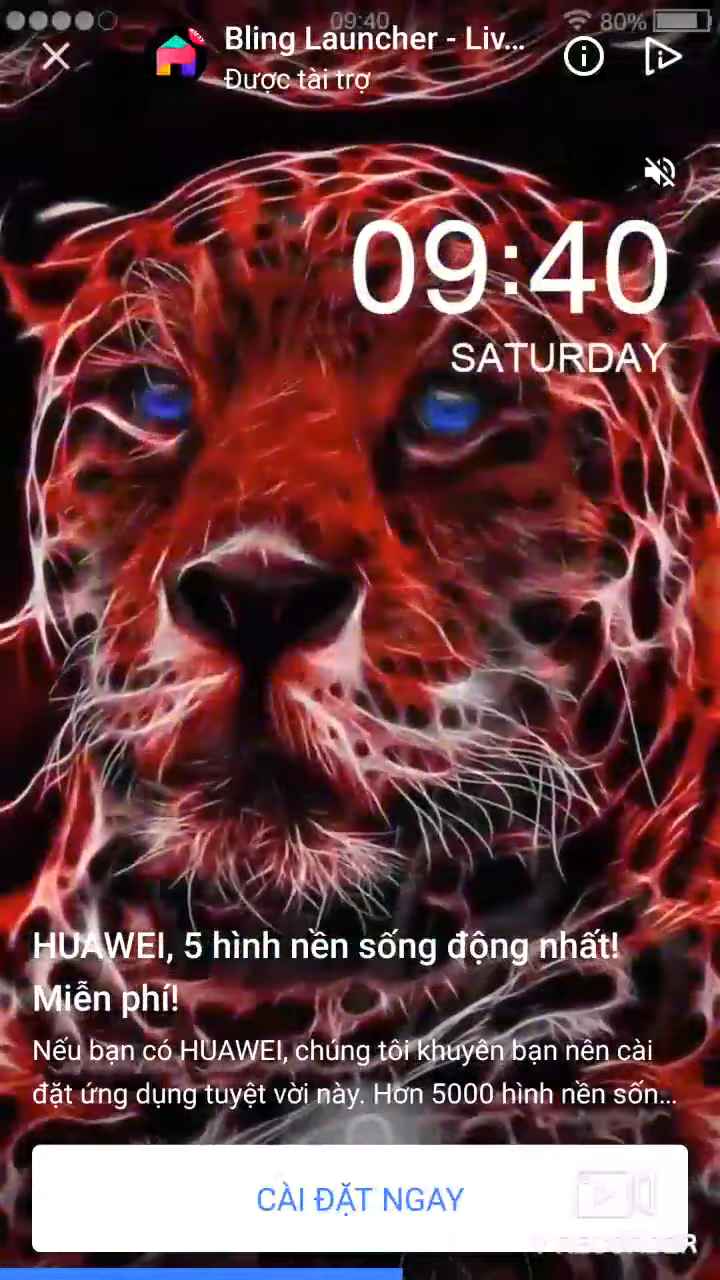 09:40
80%
Bling Launcher - Liv...
Được tài trợ
09:40
SATURDAY
HUAWEI, 5 hình nền sống động nhất!
Miễn phí!
Nếu bạn có HUAWEI, chúng tôi khuyên bạn nên cài
đặt ứng dụng tuyệt vời này. Hơn 5000 hình nền sốn...
CÀI ĐẶT NGAY